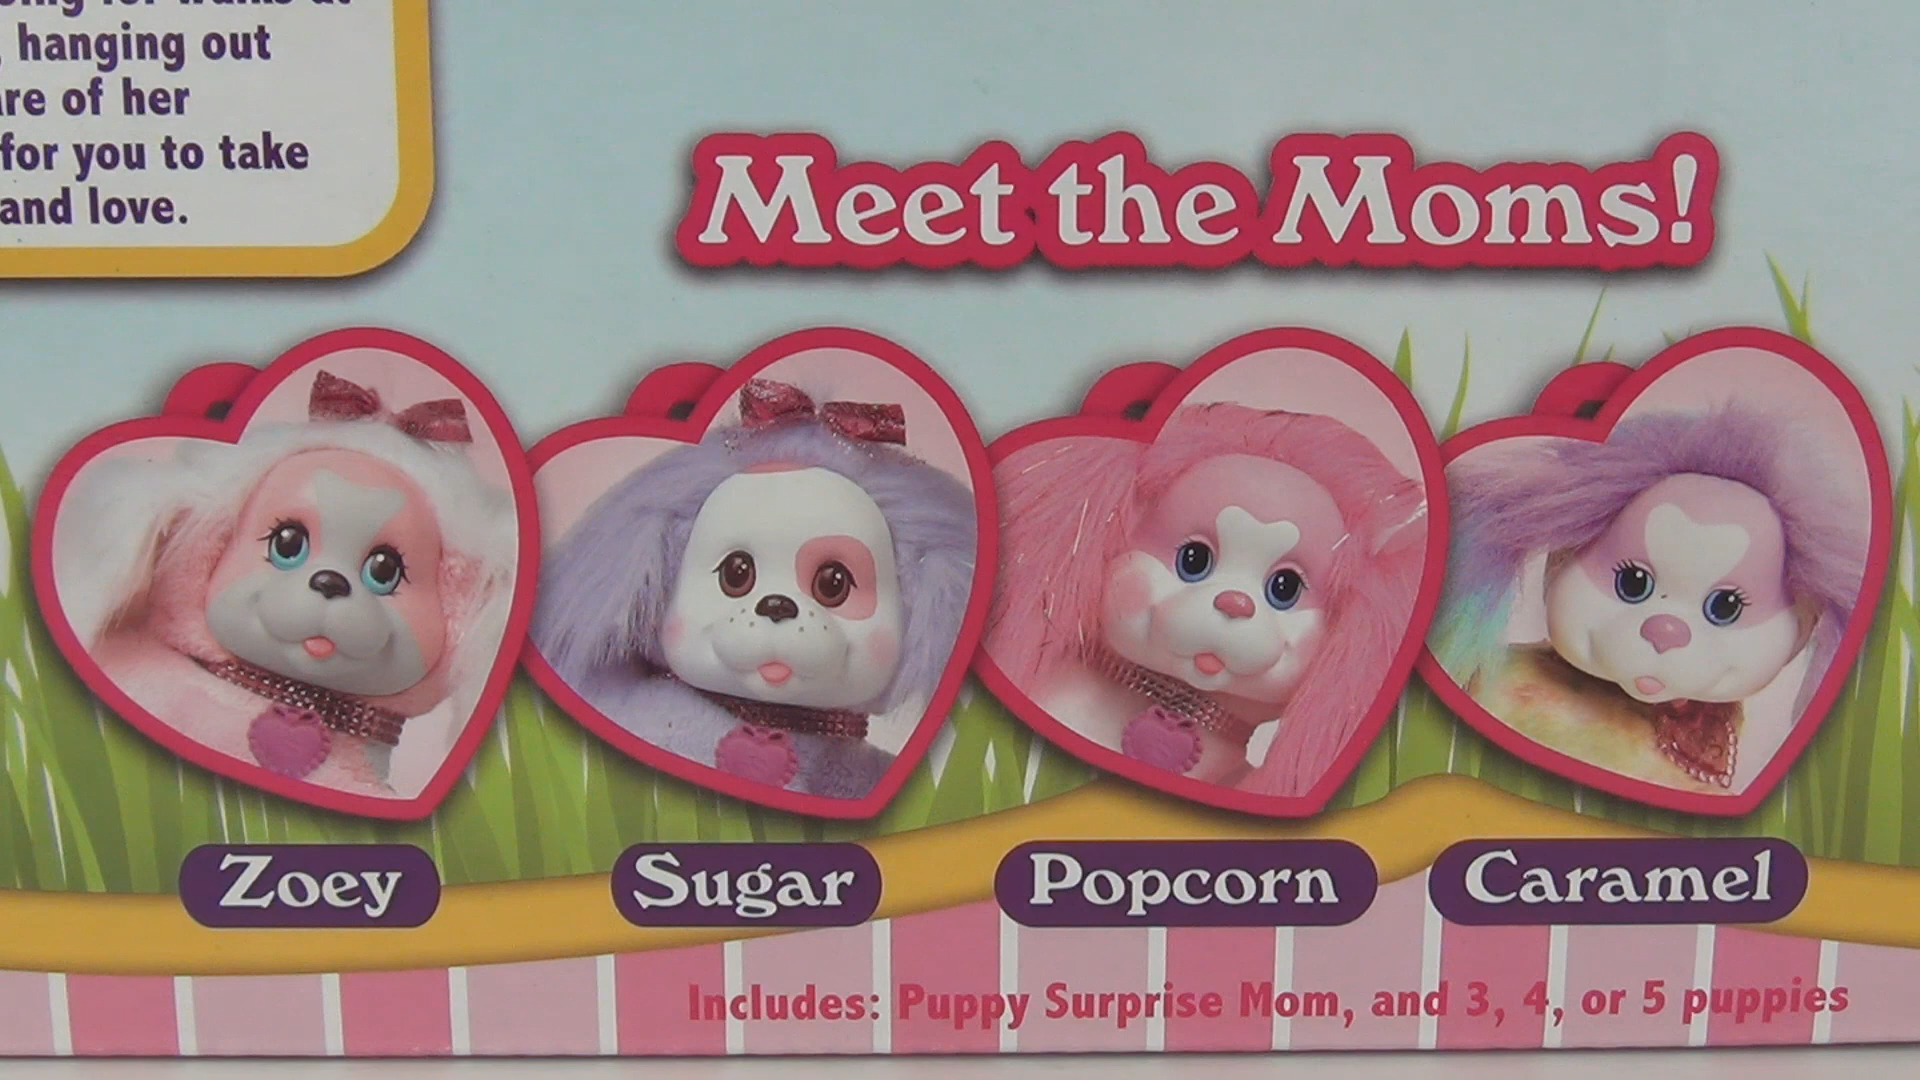 hanging out
of her
for you to take
and love.
Meet the Moms!
Zoey
Sugar
Popcorn
Caramel
Includes: Puppy Surprise Mom, and 3, 4, or 5 puppies